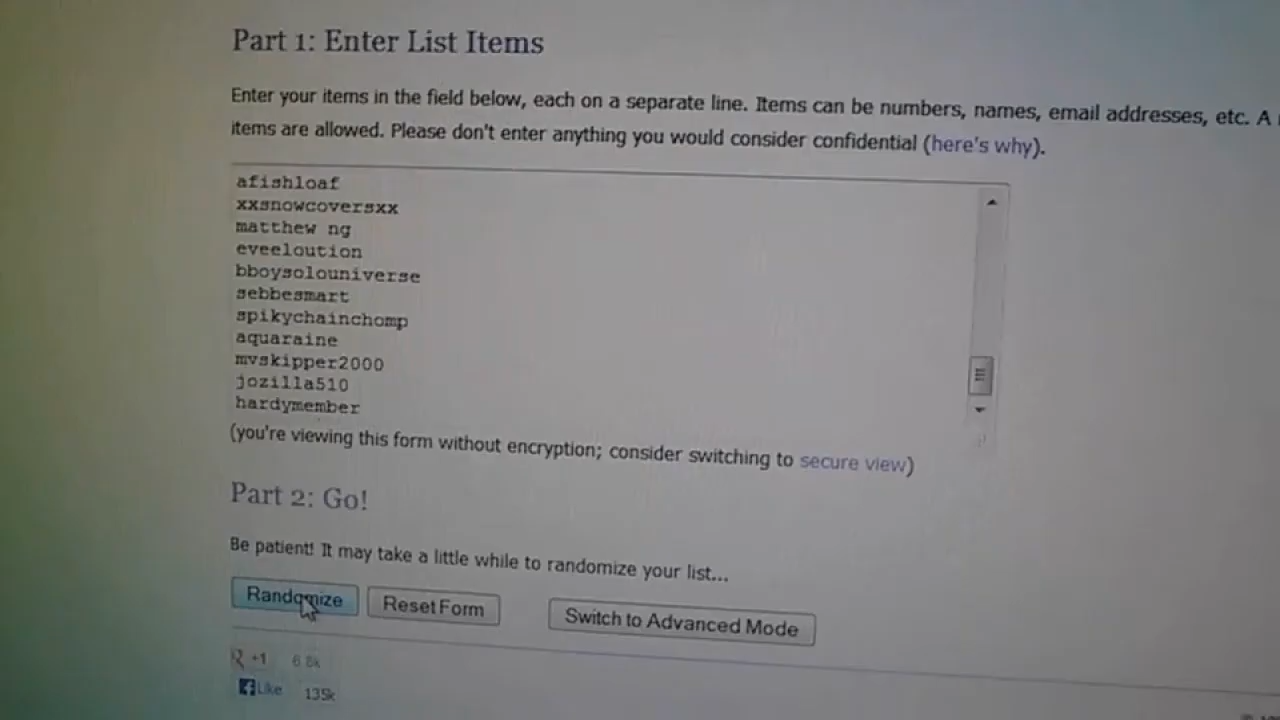 Part 1: Enter List Items
Enter your items in the field below, each on a separate line. Items can be numbers, names, email addresses, etc. A
items are allowed. Please don't enter anything you would consider confidential (here's why).
afishloaf
xxsnowcoversxx
matthew ng
eveeloution
bboysolouniverse
sebbesmart
spikychainchomp
aquaraine
mvskipper2000
jozilla510
hardymember
(you're viewing this form without encryption; consider switching to secure view)
Part 2: Go!
Be patient! It may take a little while to randomize your list...
Randomize Reset Form Switch to Advanced Mode
+1 6.8k
Like 135k